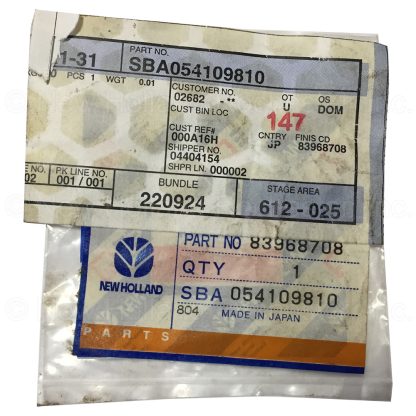 1-31
PART NO.
SBA054109810
PCS 1 WGT 0.01
CUSTOMER NO.
02682 - **
OT
U
OS
DOM
CUST BIN LOC
147
CUST REF#
000A16H
CNTRY
JP
FINIS CD
83968708
SHIPPER NO.
04404154
SHPR LN. 000002
E NO.
02
PK LINE NO.
001 / 001
BUNDLE
220924
STAGE AREA
612 - 025
NEW HOLLAND
PARTS
PART NO 83968708
QTY 1
SBA 054109810
804 MADE IN JAPAN